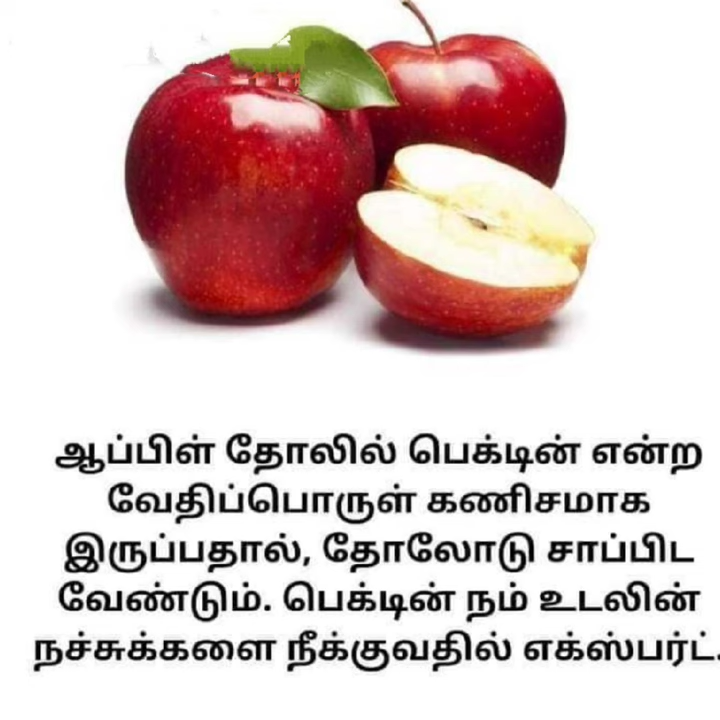 ஆப்பிள் தோலில் பெக்டின் என்ற
வேதிப்பொருள் கணிசமாக
இருப்பதால், தோலோடு சாப்பிட
வேண்டும். பெக்டின் நம் உடலின்
நச்சுக்களை நீக்குவதில் எக்ஸ்பர்ட்.